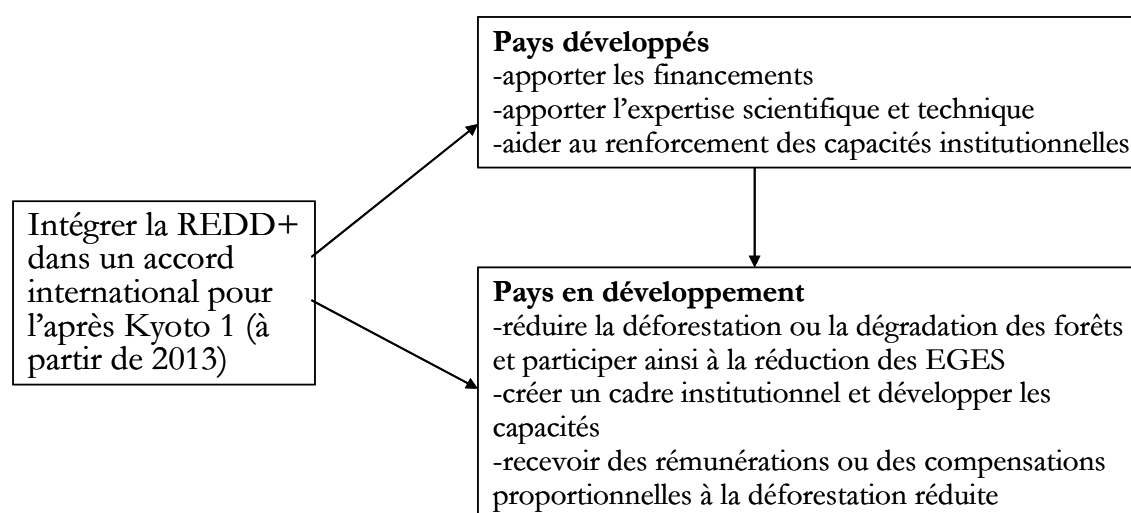 Pays développés
-apporter les financements
-apporter l’expertise scientifique et technique
-aider au renforcement des capacités institutionnelles
Intégrer la REDD+
dans un accord
international pour
l’après Kyoto 1 (à
partir de 2013)
Pays en développement
-réduire la déforestation ou la dégradation des forêts
et participer ainsi à la réduction des EGES
-créer un cadre institutionnel et développer les
capacités
-recevoir des rémunérations ou des compensations
proportionnelles à la déforestation réduite